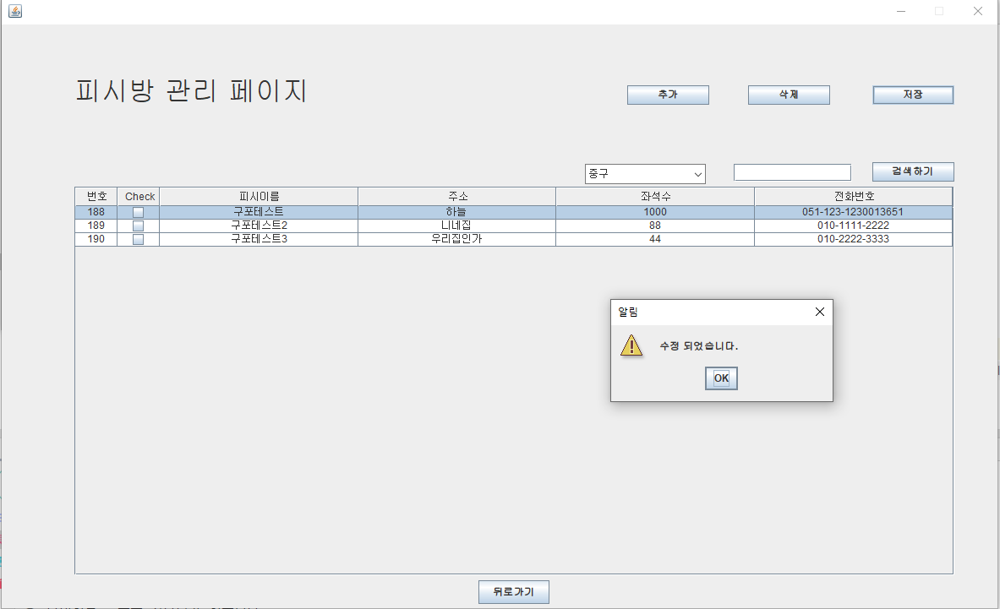 피시방 관리 페이지
추가 삭제 저장
중구 검색하기
번호 Check 피시이름 주소 좌석수 전화번호
188 구포테스트 하늘 1000 051-123-1230013651
189 구포테스트2 니네집 88 010-1111-2222
190 구포테스트3 우리집인가 44 010-2222-3333
알림
수정 되었습니다.
OK
뒤로가기